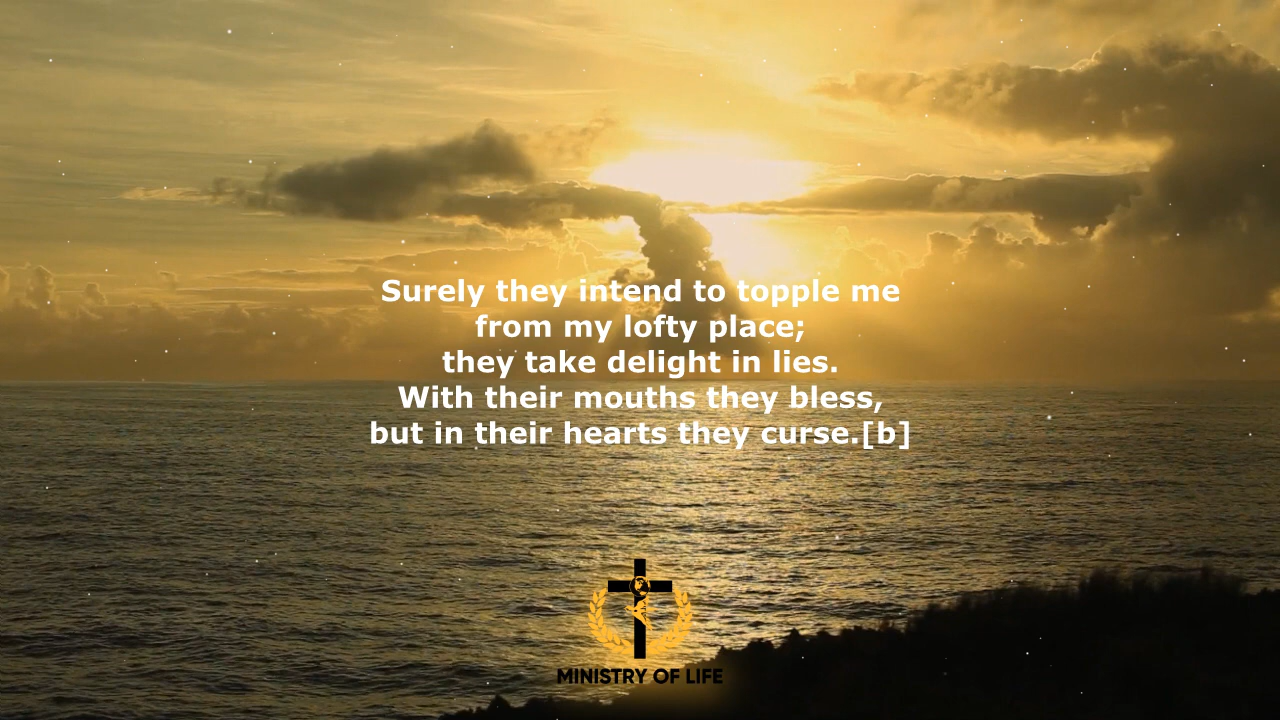 Surely they intend to topple me
from my lofty place;
they take delight in lies.
With their mouths they bless,
but in their hearts they curse.[b]
MINISTRY OF LIFE